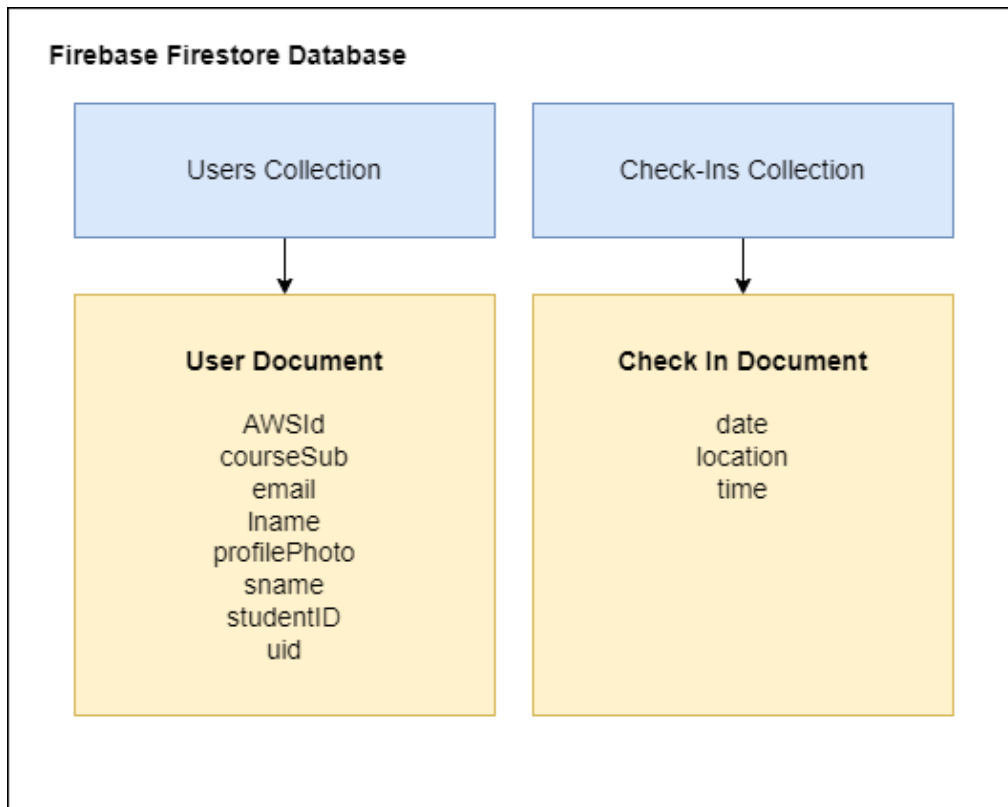 Firebase Firestore Database
Users Collection
Check-Ins Collection
User Document
AWSId
courseSub
email
lname
profilePhoto
sname
studentID
uid
Check In Document
date
location
time